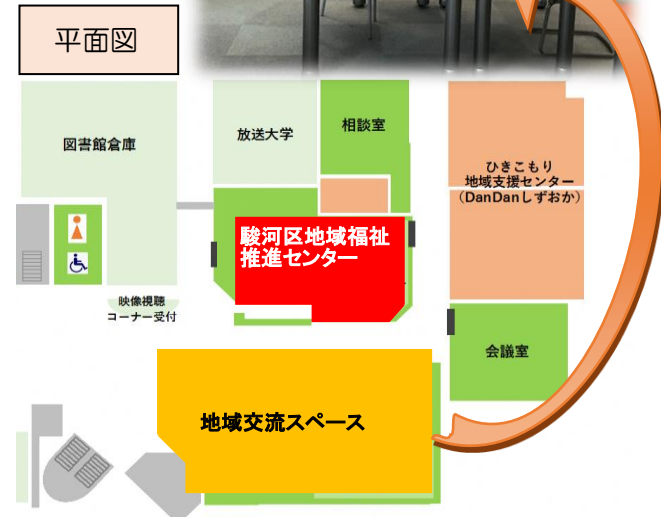 平面図
図書館倉庫
放送大学
相談室
ひきこもり
地域支援センター
(DanDanしずおか)
駿河区地域福祉
推進センター
映像視聴
コーナー受付
会議室
地域交流スペース